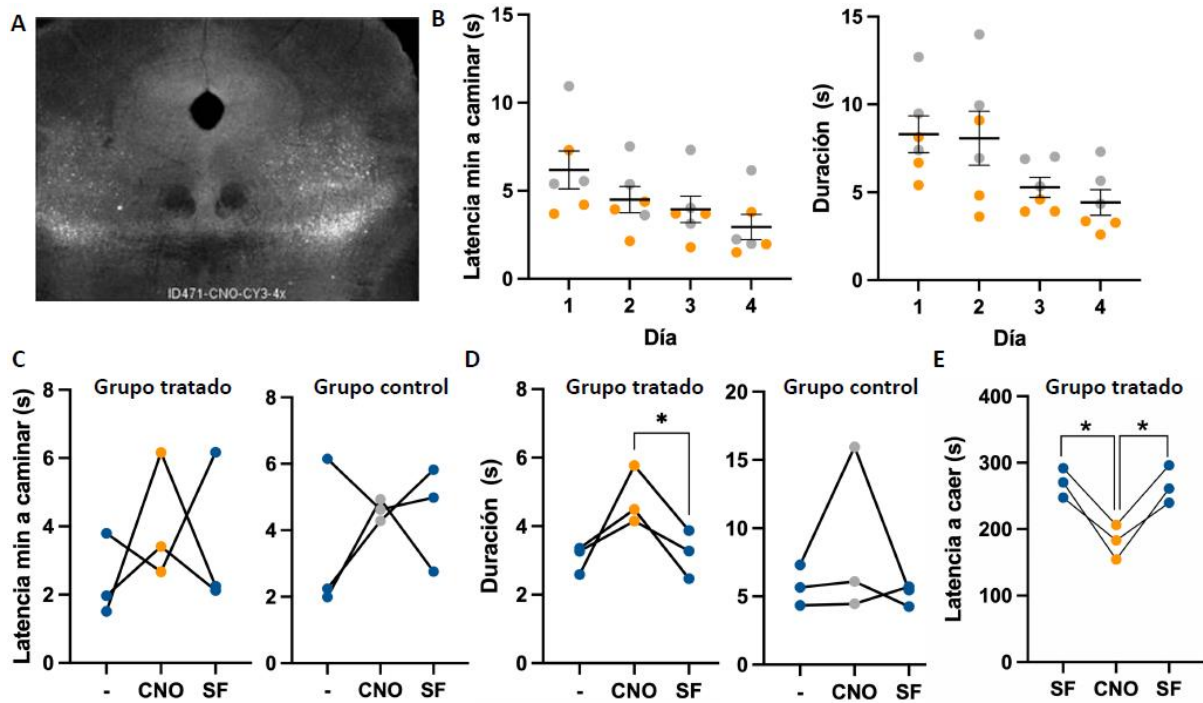 A
ID471-CNO-CY3-4x
B
Latencia min a caminar (s)
15
10
5
0
1 2 3 4
Día
Duración (s)
15
10
5
0
1 2 3 4
Día
C
Latencia min a caminar (s)
Grupo tratado
8
6
4
2
0
- CNO SF
Grupo control
8
6
4
2
0
- CNO SF
D
Duración (s)
Grupo tratado
8
6
4
2
0
*
- CNO SF
Grupo control
20
15
10
5
0
- CNO SF
E
Latencia a caer (s)
Grupo tratado
400
300
200
100
0
* *
SF CNO SF